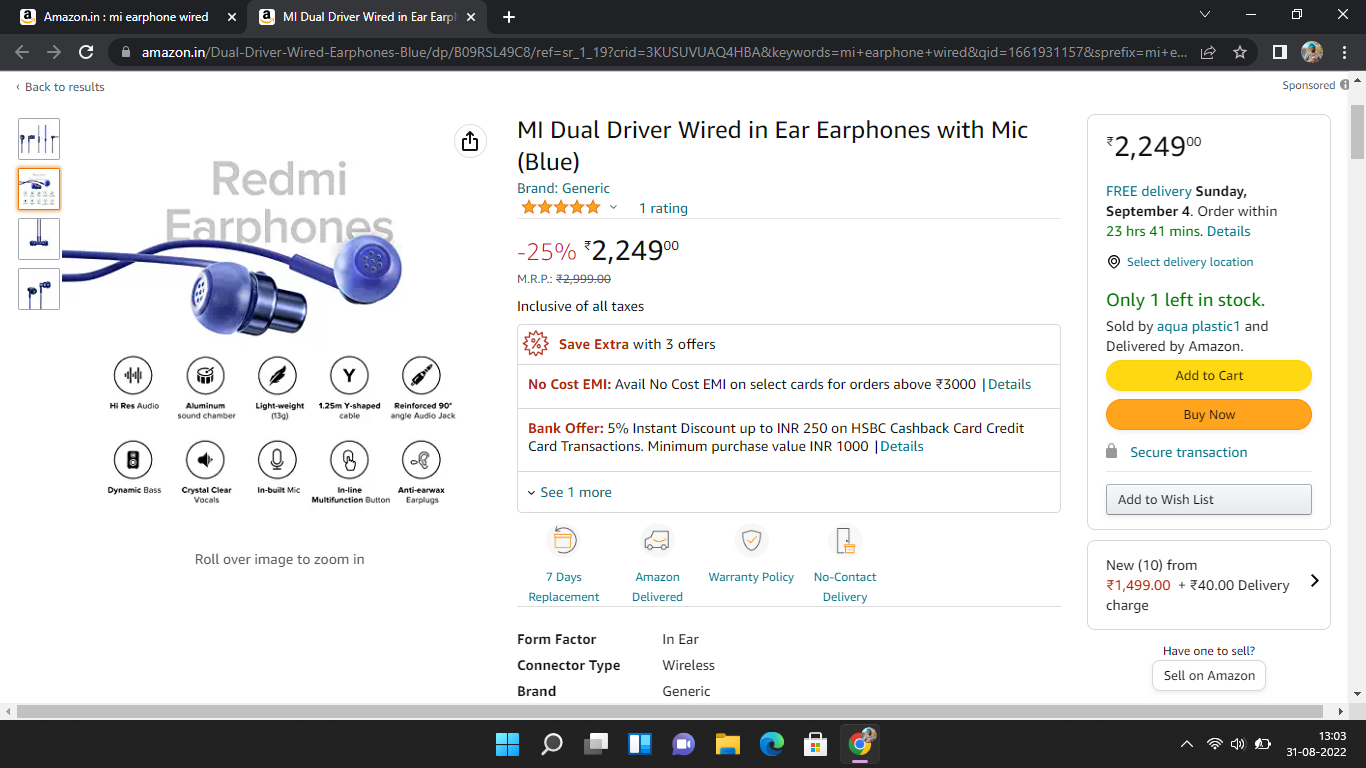 Amazon.in : mi earphone wired
MI Dual Driver Wired in Ear Earph
amazon.in/Dual-Driver-Wired-Earphones-Blue/dp/B09RSL49C8/ref=sr_1_19?crid=3KUSUVUAQ4HBA&keywords=mi+earphone+wired&qid=1661931157&sprefix=mi+e...
‹ Back to results
Sponsored
Redmi
Earphones
Hi Res Audio
Aluminum
sound chamber
Light-weight
(13g)
1.25m Y-shaped
cable
Reinforced 90°
angle Audio Jack
Dynamic Bass
Crystal Clear
Vocals
In-built Mic
In-line
Multifunction Button
Anti-earwax
Earplugs
Roll over image to zoom in
MI Dual Driver Wired in Ear Earphones with Mic
(Blue)
Brand: Generic
1 rating
-25% ₹2,24900
M.R.P.: ₹2,999.00
Inclusive of all taxes
Save Extra with 3 offers
No Cost EMI: Avail No Cost EMI on select cards for orders above ₹3000 | Details
Bank Offer: 5% Instant Discount up to INR 250 on HSBC Cashback Card Credit
Card Transactions. Minimum purchase value INR 1000 | Details
See 1 more
7 Days
Replacement
Amazon
Delivered
Warranty Policy
No-Contact
Delivery
Form Factor In Ear
Connector Type Wireless
Brand Generic
₹2,24900
FREE delivery Sunday,
September 4. Order within
23 hrs 41 mins. Details
Select delivery location
Only 1 left in stock.
Sold by aqua plastic1 and
Delivered by Amazon.
Add to Cart
Buy Now
Secure transaction
Add to Wish List
New (10) from
₹1,499.00 + ₹40.00 Delivery
charge
Have one to sell?
Sell on Amazon
13:03
31-08-2022